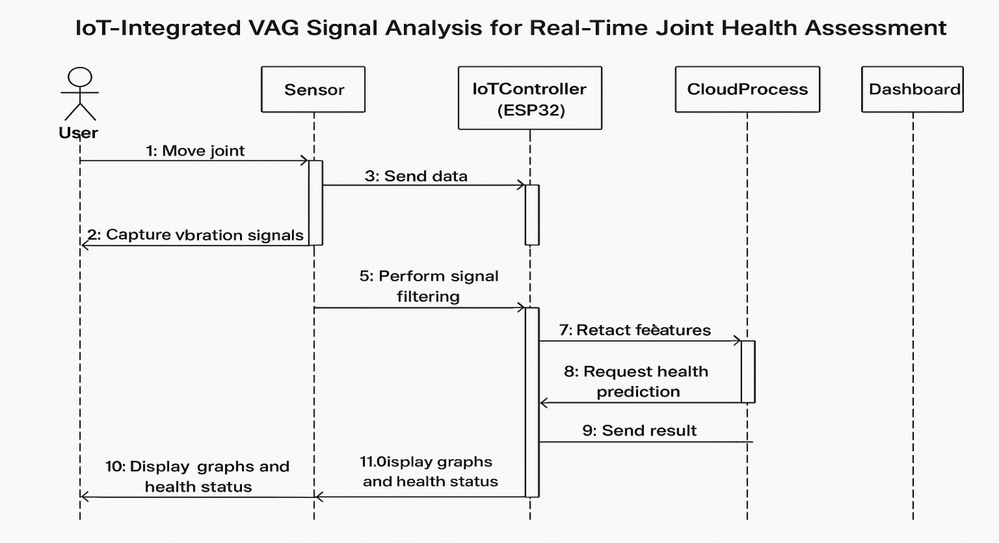 IoT-Integrated VAG Signal Analysis for Real-Time Joint Health Assessment
User
Sensor
IoTController
(ESP32)
CloudProcess
Dashboard
1: Move joint
3: Send data
2: Capture vbration signals
5: Perform signal
filtering
7: Retact feèatures
8: Request health
prediction
9: Send result
10: Display graphs and
health status
11.0isplay graphs
and health status